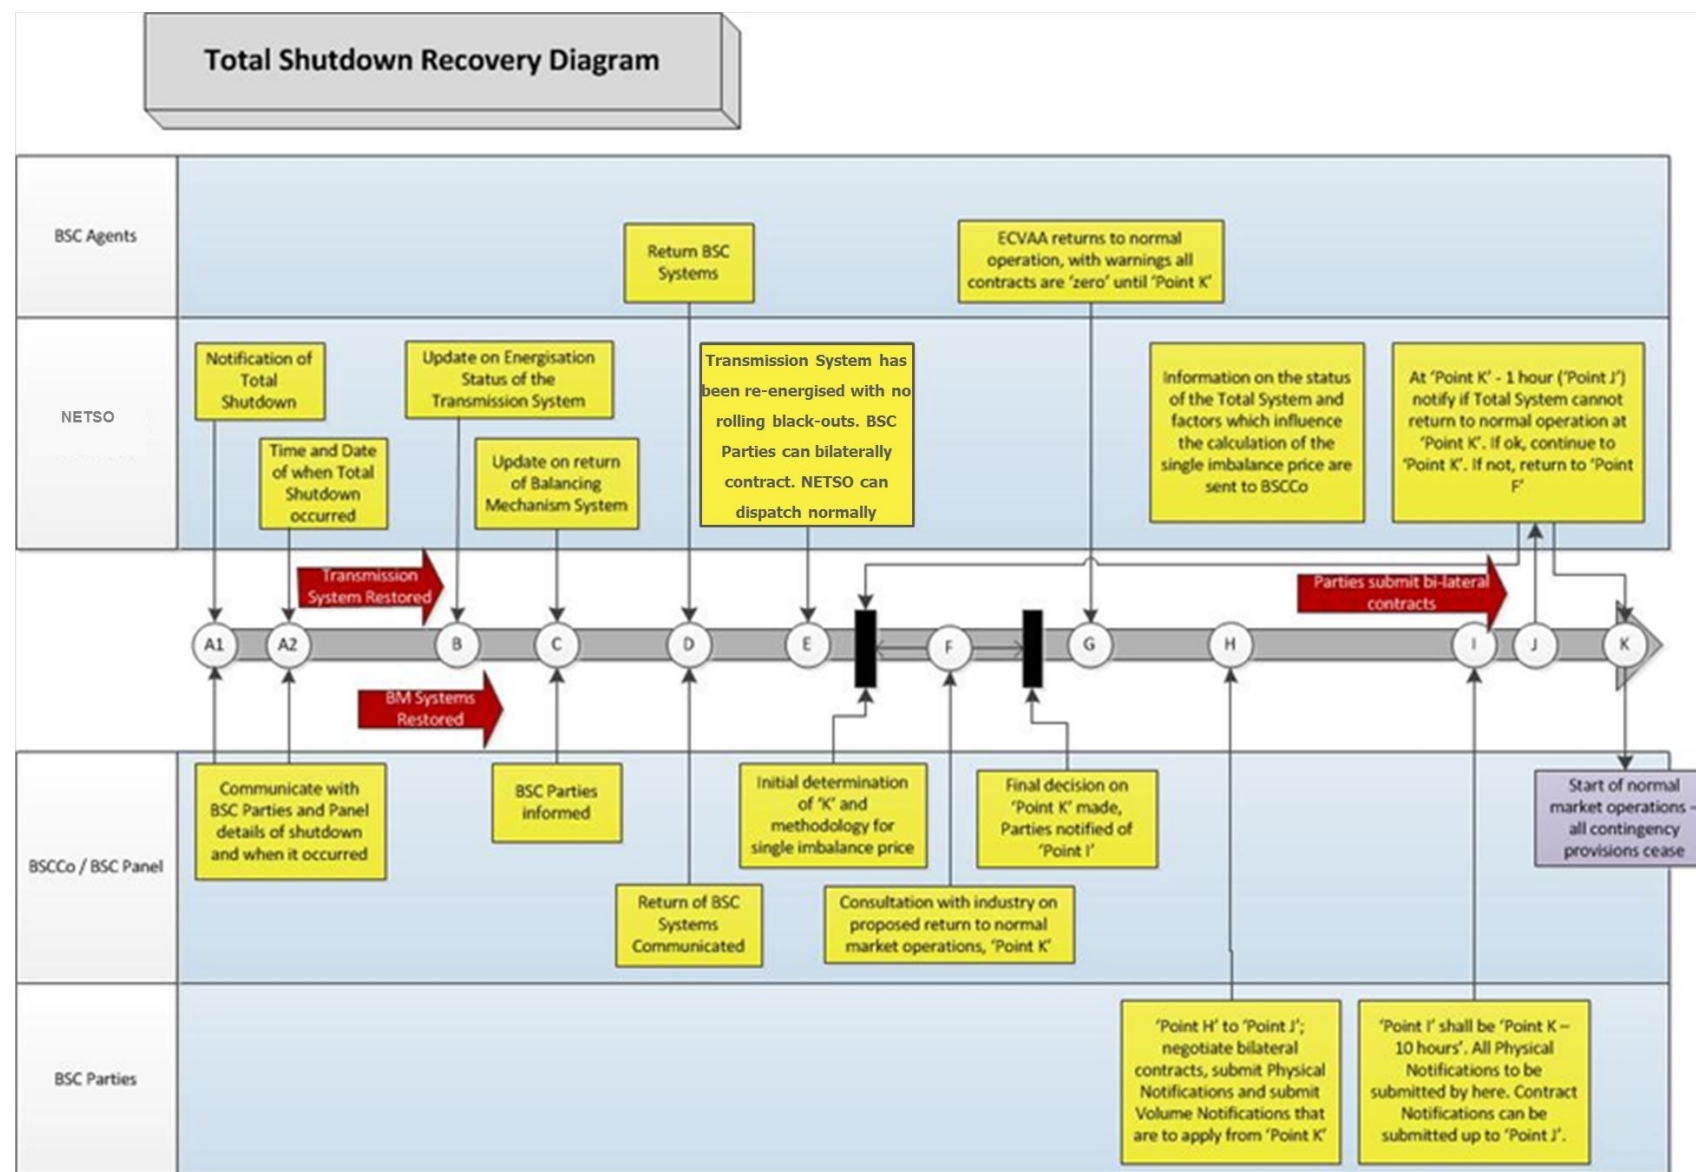 Total Shutdown Recovery Diagram
BSC Agents
Return BSC
Systems
ECVAA returns to normal
operation, with warnings all
contracts are ‘zero’ until ‘Point K’
NETSO
Notification of
Total
Shutdown
Time and Date
of when Total
Shutdown
occurred
Update on Energisation
Status of the
Transmission System
Update on return
of Balancing
Mechanism System
Transmission System has
been re-energised with no
rolling black-outs. BSC
Parties can bilaterally
contract. NETSO can
dispatch normally
Information on the status
of the Total System and
factors which influence
the calculation of the
single imbalance price are
sent to BSCCo
At ‘Point K’ - 1 hour (‘Point J’)
notify if Total System cannot
return to normal operation at
‘Point K’. If ok, continue to
‘Point K’. If not, return to ‘Point
F’
Transmission
System Restored
Parties submit bi-lateral
contracts
A1
A2
B
C
D
E
F
G
H
I
J
K
BM Systems
Restored
BSCCo / BSC Panel
Communicate with
BSC Parties and Panel
details of shutdown
and when it occurred
BSC Parties
informed
Return of BSC
Systems
Communicated
Initial determination
of ‘K’ and
methodology for
single imbalance price
Consultation with industry on
proposed return to normal
market operations, ‘Point K’
Final decision on
‘Point K’ made,
Parties notified of
‘Point I’
Start of normal
market operations –
all contingency
provisions cease
BSC Parties
‘Point H’ to ‘Point J’;
negotiate bilateral
contracts, submit Physical
Notifications and submit
Volume Notifications that
are to apply from ‘Point K’
‘Point I’ shall be ‘Point K –
10 hours’. All Physical
Notifications to be
submitted by here. Contract
Notifications can be
submitted up to ‘Point J’.